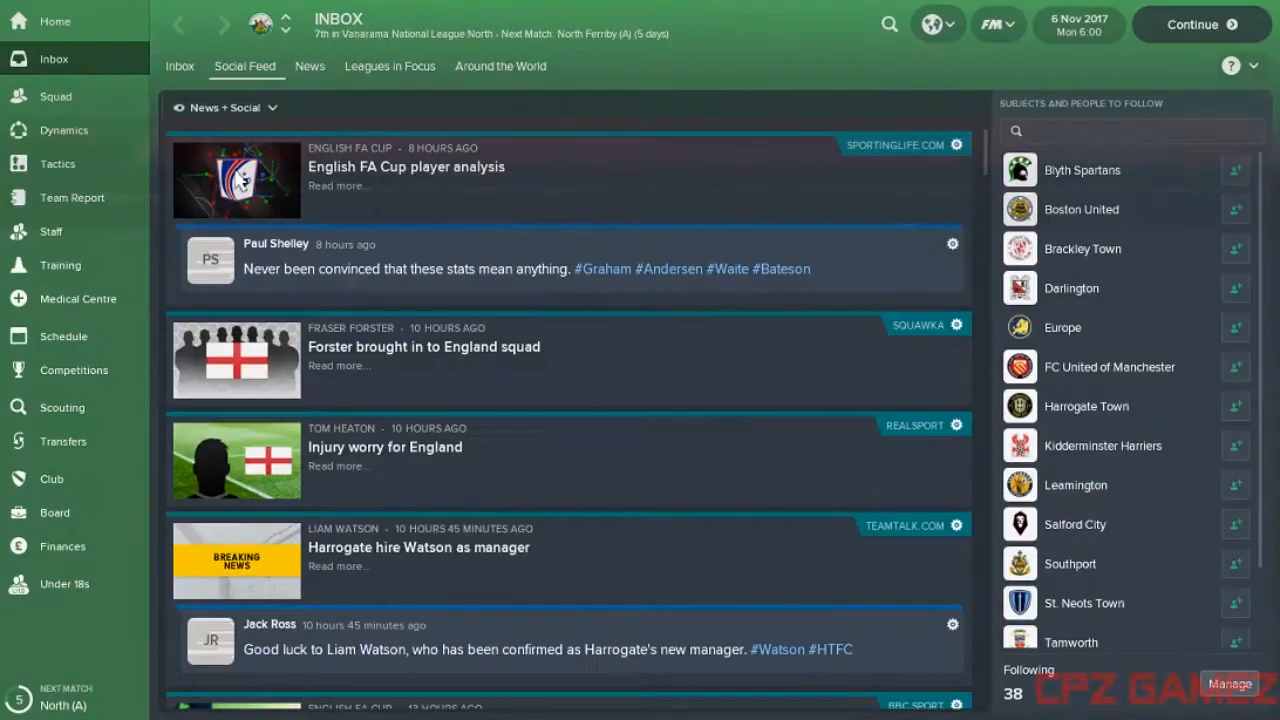 Home
Inbox
Squad
Dynamics
Tactics
Team Report
Staff
Training
Medical Centre
Schedule
Competitions
Scouting
Transfers
Club
Board
Finances
U18
Under 18s
5
NEXT MATCH
North (A)
INBOX
7th in Vanarama National League North - Next Match: North Ferriby (A) (5 days)
FM
6 Nov 2017
Mon 6:00
Continue
Inbox
Social Feed
News
Leagues in Focus
Around the World
?
News + Social
ENGLISH FA CUP - 8 HOURS AGO
SPORTINGLIFE.COM
English FA Cup player analysis
Read more...
PS
Paul Shelley 8 hours ago
Never been convinced that these stats mean anything. #Graham #Andersen #Waite #Bateson
FRASER FORSTER - 10 HOURS AGO
SQUAWKA
Forster brought in to England squad
Read more...
TOM HEATON - 10 HOURS AGO
REALSPORT
Injury worry for England
Read more...
LIAM WATSON - 10 HOURS 45 MINUTES AGO
TEAMTALK.COM
Harrogate hire Watson as manager
Read more...
BREAKING
NEWS
JR
Jack Ross 10 hours 45 minutes ago
Good luck to Liam Watson, who has been confirmed as Harrogate's new manager. #Watson #HTFC
ENGLISH FA CUP - 13 HOURS AGO
BBC SPORT
SUBJECTS AND PEOPLE TO FOLLOW
Blyth Spartans
Boston United
Brackley Town
Darlington
Europe
FC United of Manchester
Harrogate Town
Kidderminster Harriers
Leamington
Salford City
Southport
St. Neots Town
Tamworth
Following
38
Manage
CPZ GAMEZ